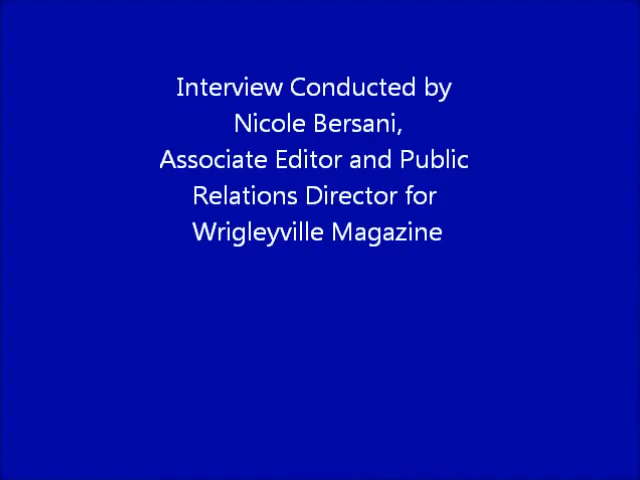 Interview Conducted by
Nicole Bersani,
Associate Editor and Public
Relations Director for
Wrigleyville Magazine